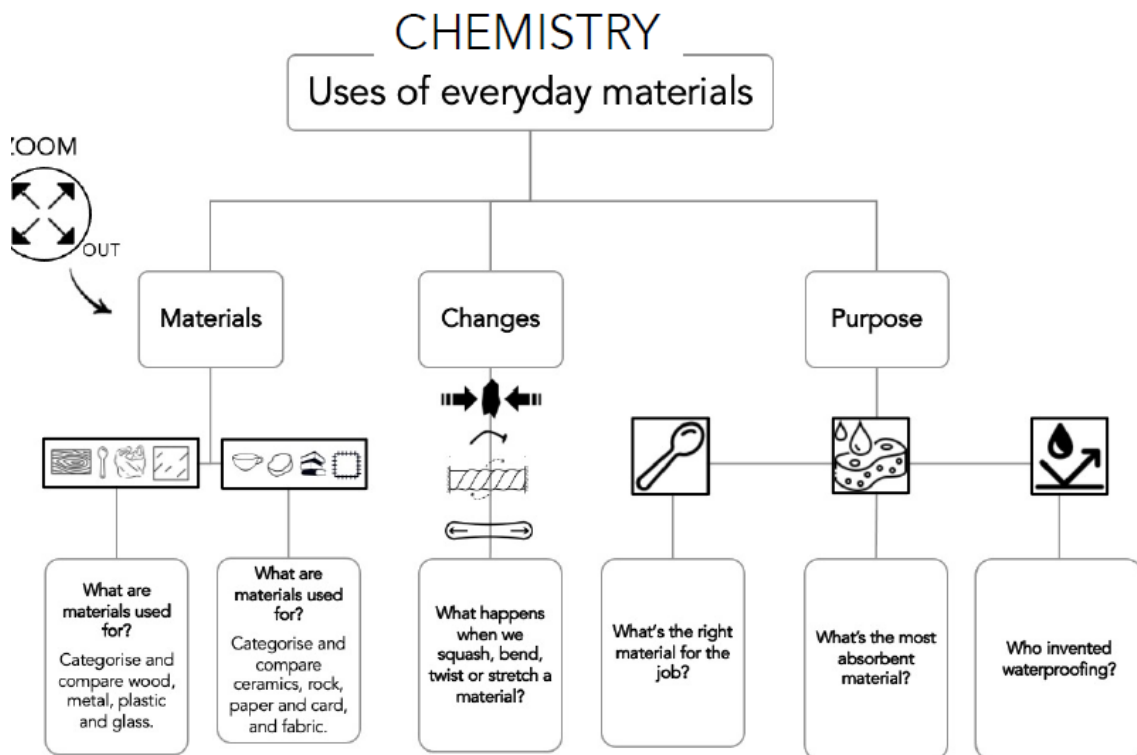 CHEMISTRY
Uses of everyday materials
ZOOM
OUT
Materials
Changes
Purpose
What are
materials used
for?
Categorise and
compare wood,
metal, plastic
and glass.
What are
materials used
for?
Categorise and
compare
ceramics, rock,
paper and card,
and fabric.
What happens
when we
squash, bend,
twist or stretch a
material?
What's the right
material for the
job?
What's the most
absorbent
material?
Who invented
waterproofing?